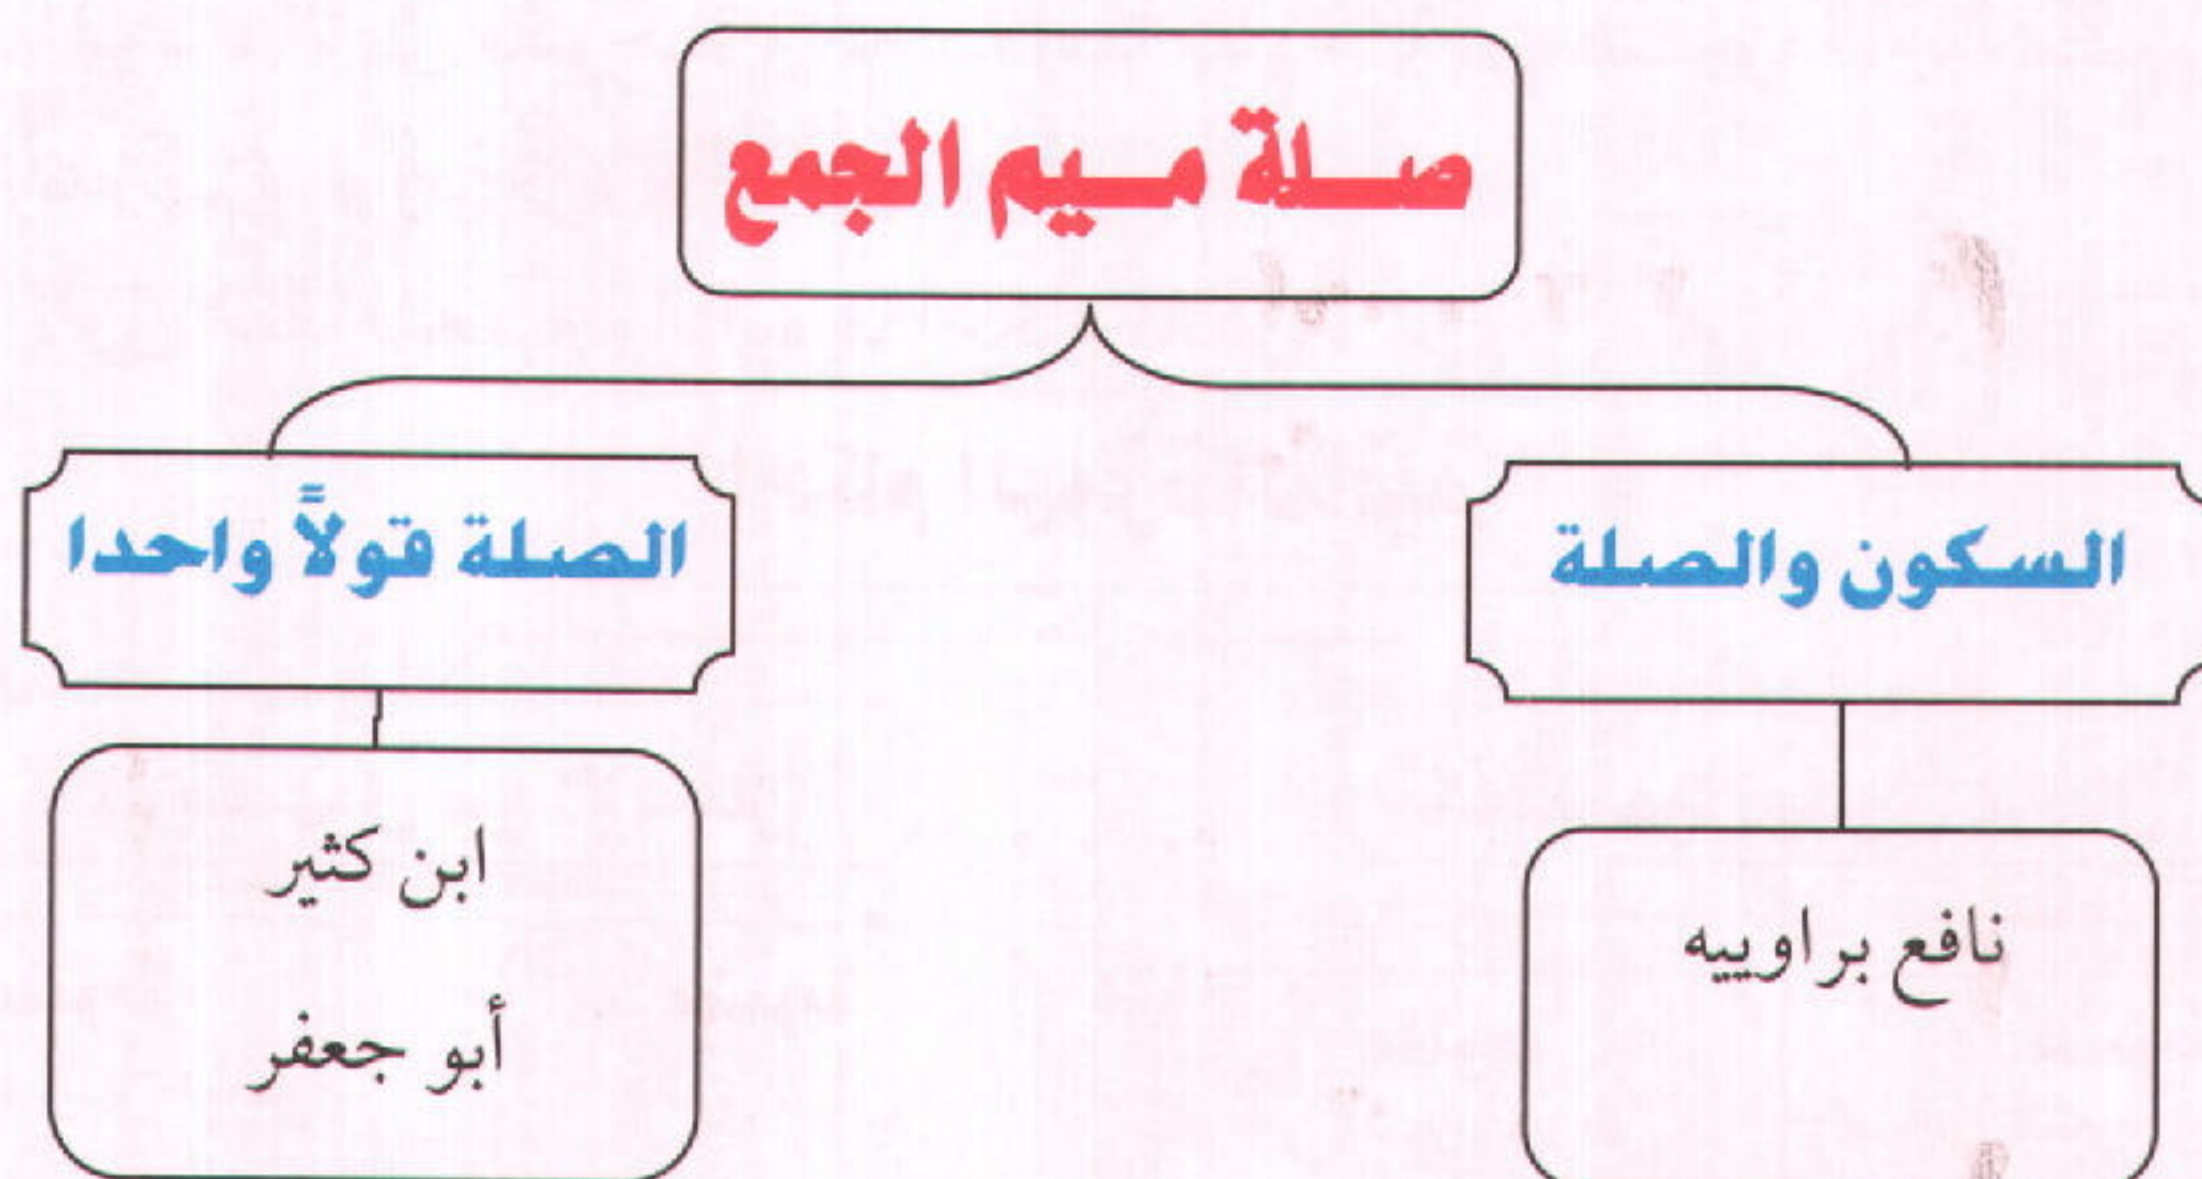 صلة ميم الجمع
السكون والصلة
نافع براوييه
الصلة قولاً واحدا
ابن كثير
أبو جعفر